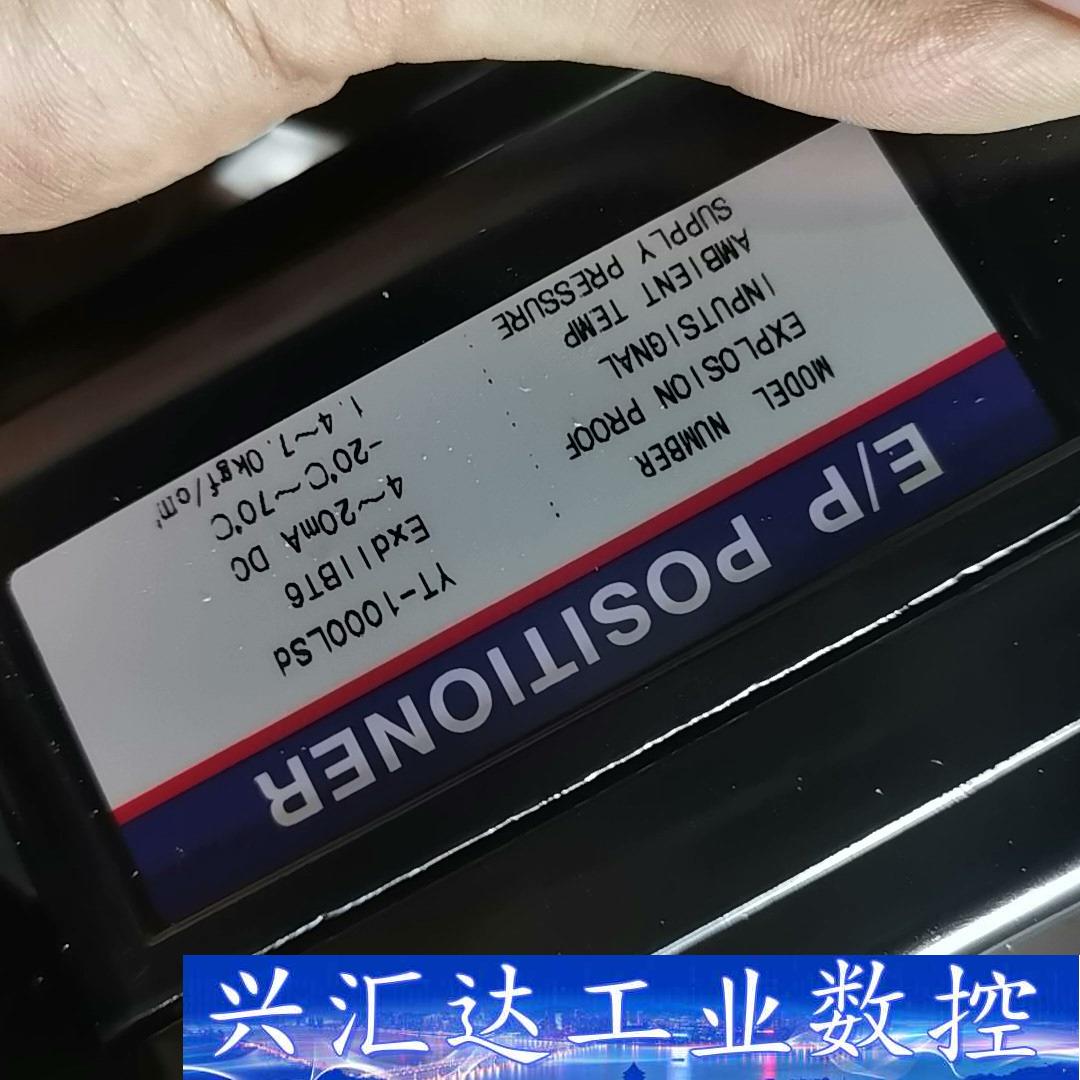 E/P POSITIONER
MODEL NUMBER : YT-1000LSd
EXPLOSION PROOF : ExdIIBT6
INPUTSIGNAL : 4~20mA DC
AMBIENT TEMP : -20℃~70℃
SUPPLY PRESSURE : 1.4~7.0kgf/cm²
兴汇达工业数控